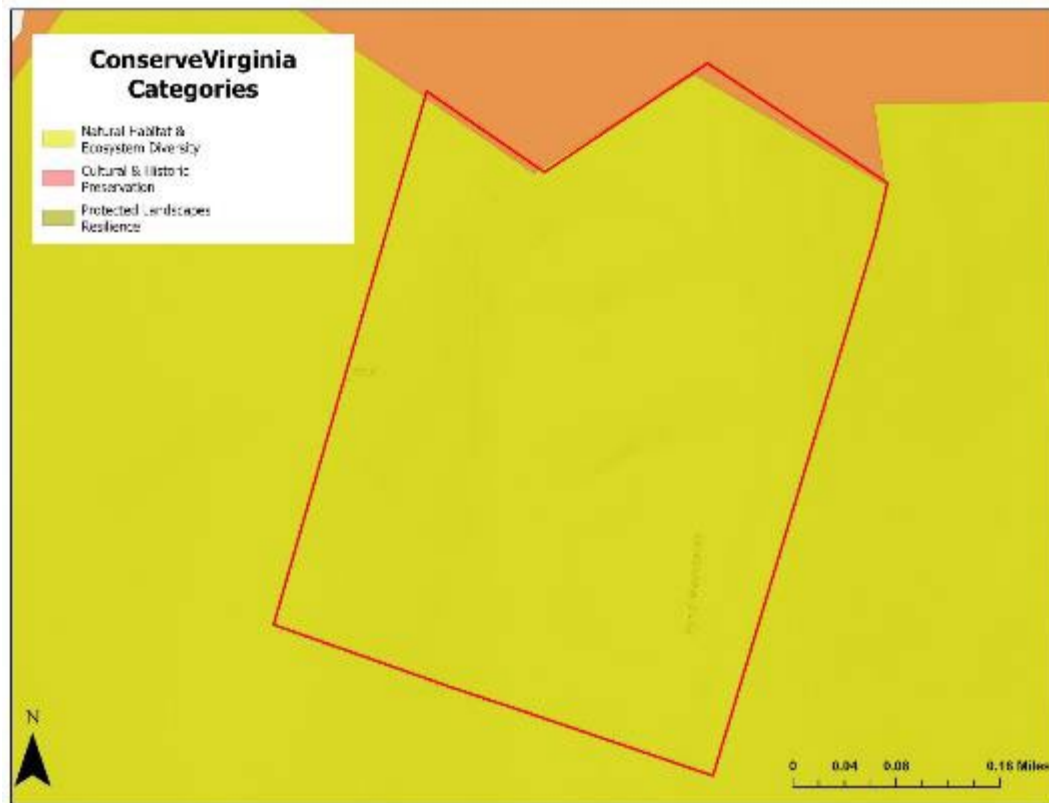 ConserveVirginia
Categories
Natural Habitat &
Ecosystem Diversity
Cultural & Historic
Preservation
Protected Landscapes
Resilience
N
0 0.04 0.08 0.16 Miles